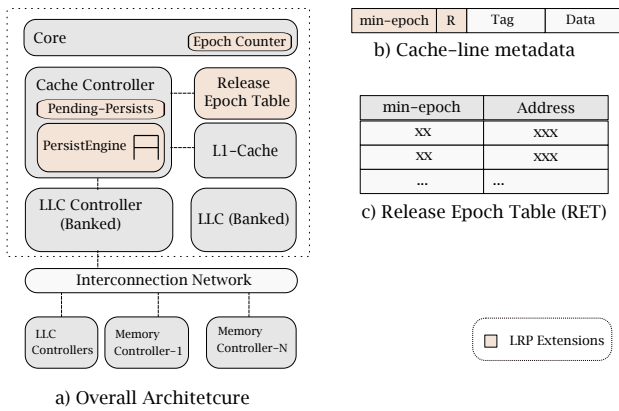 Core
Epoch Counter
Cache Controller
Pending-Persists
PersistEngine
Release
Epoch Table
L1-Cache
LLC Controller
(Banked)
LLC (Banked)
Interconnection Network
LLC
Controllers
Memory
Controller-1
Memory
Controller-N
a) Overall Architetcure
min-epoch R Tag Data
b) Cache-line metadata
min-epoch Address
xx xxx
xx xxx
... ...
c) Release Epoch Table (RET)
LRP Extensions